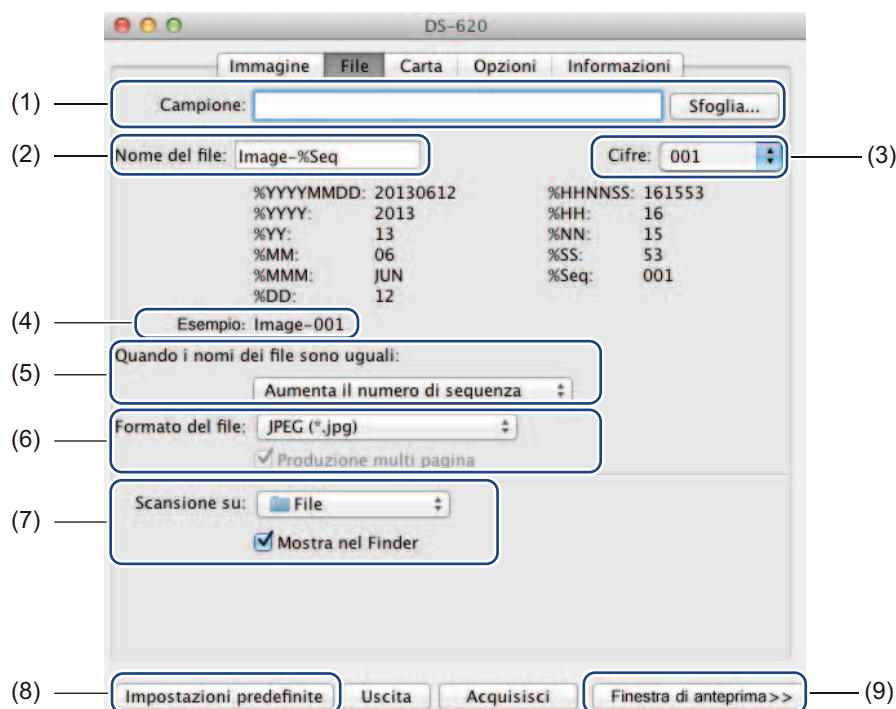 DS-620
Immagine File Carta Opzioni Informazioni
(1) Campione: Sfoglia...
(2) Nome del file: Image-%Seq Cifre: 001 (3)
%YYYYMMDD: 20130612 %HHNNSS: 161553
%YYYY: 2013 %HH: 16
%YY: 13 %NN: 15
%MM: 06 %SS: 53
%MMM: JUN %Seq: 001
%DD: 12
(4) Esempio: Image-001
Quando i nomi dei file sono uguali:
(5)
Aumenta il numero di sequenza
(6) Formato del file: JPEG (*.jpg)
Produzione multi pagina
Scansione su: File
(7)
Mostra nel Finder
(8) Impostazioni predefinite Uscita Acquisisci Finestra di anteprima>> (9)